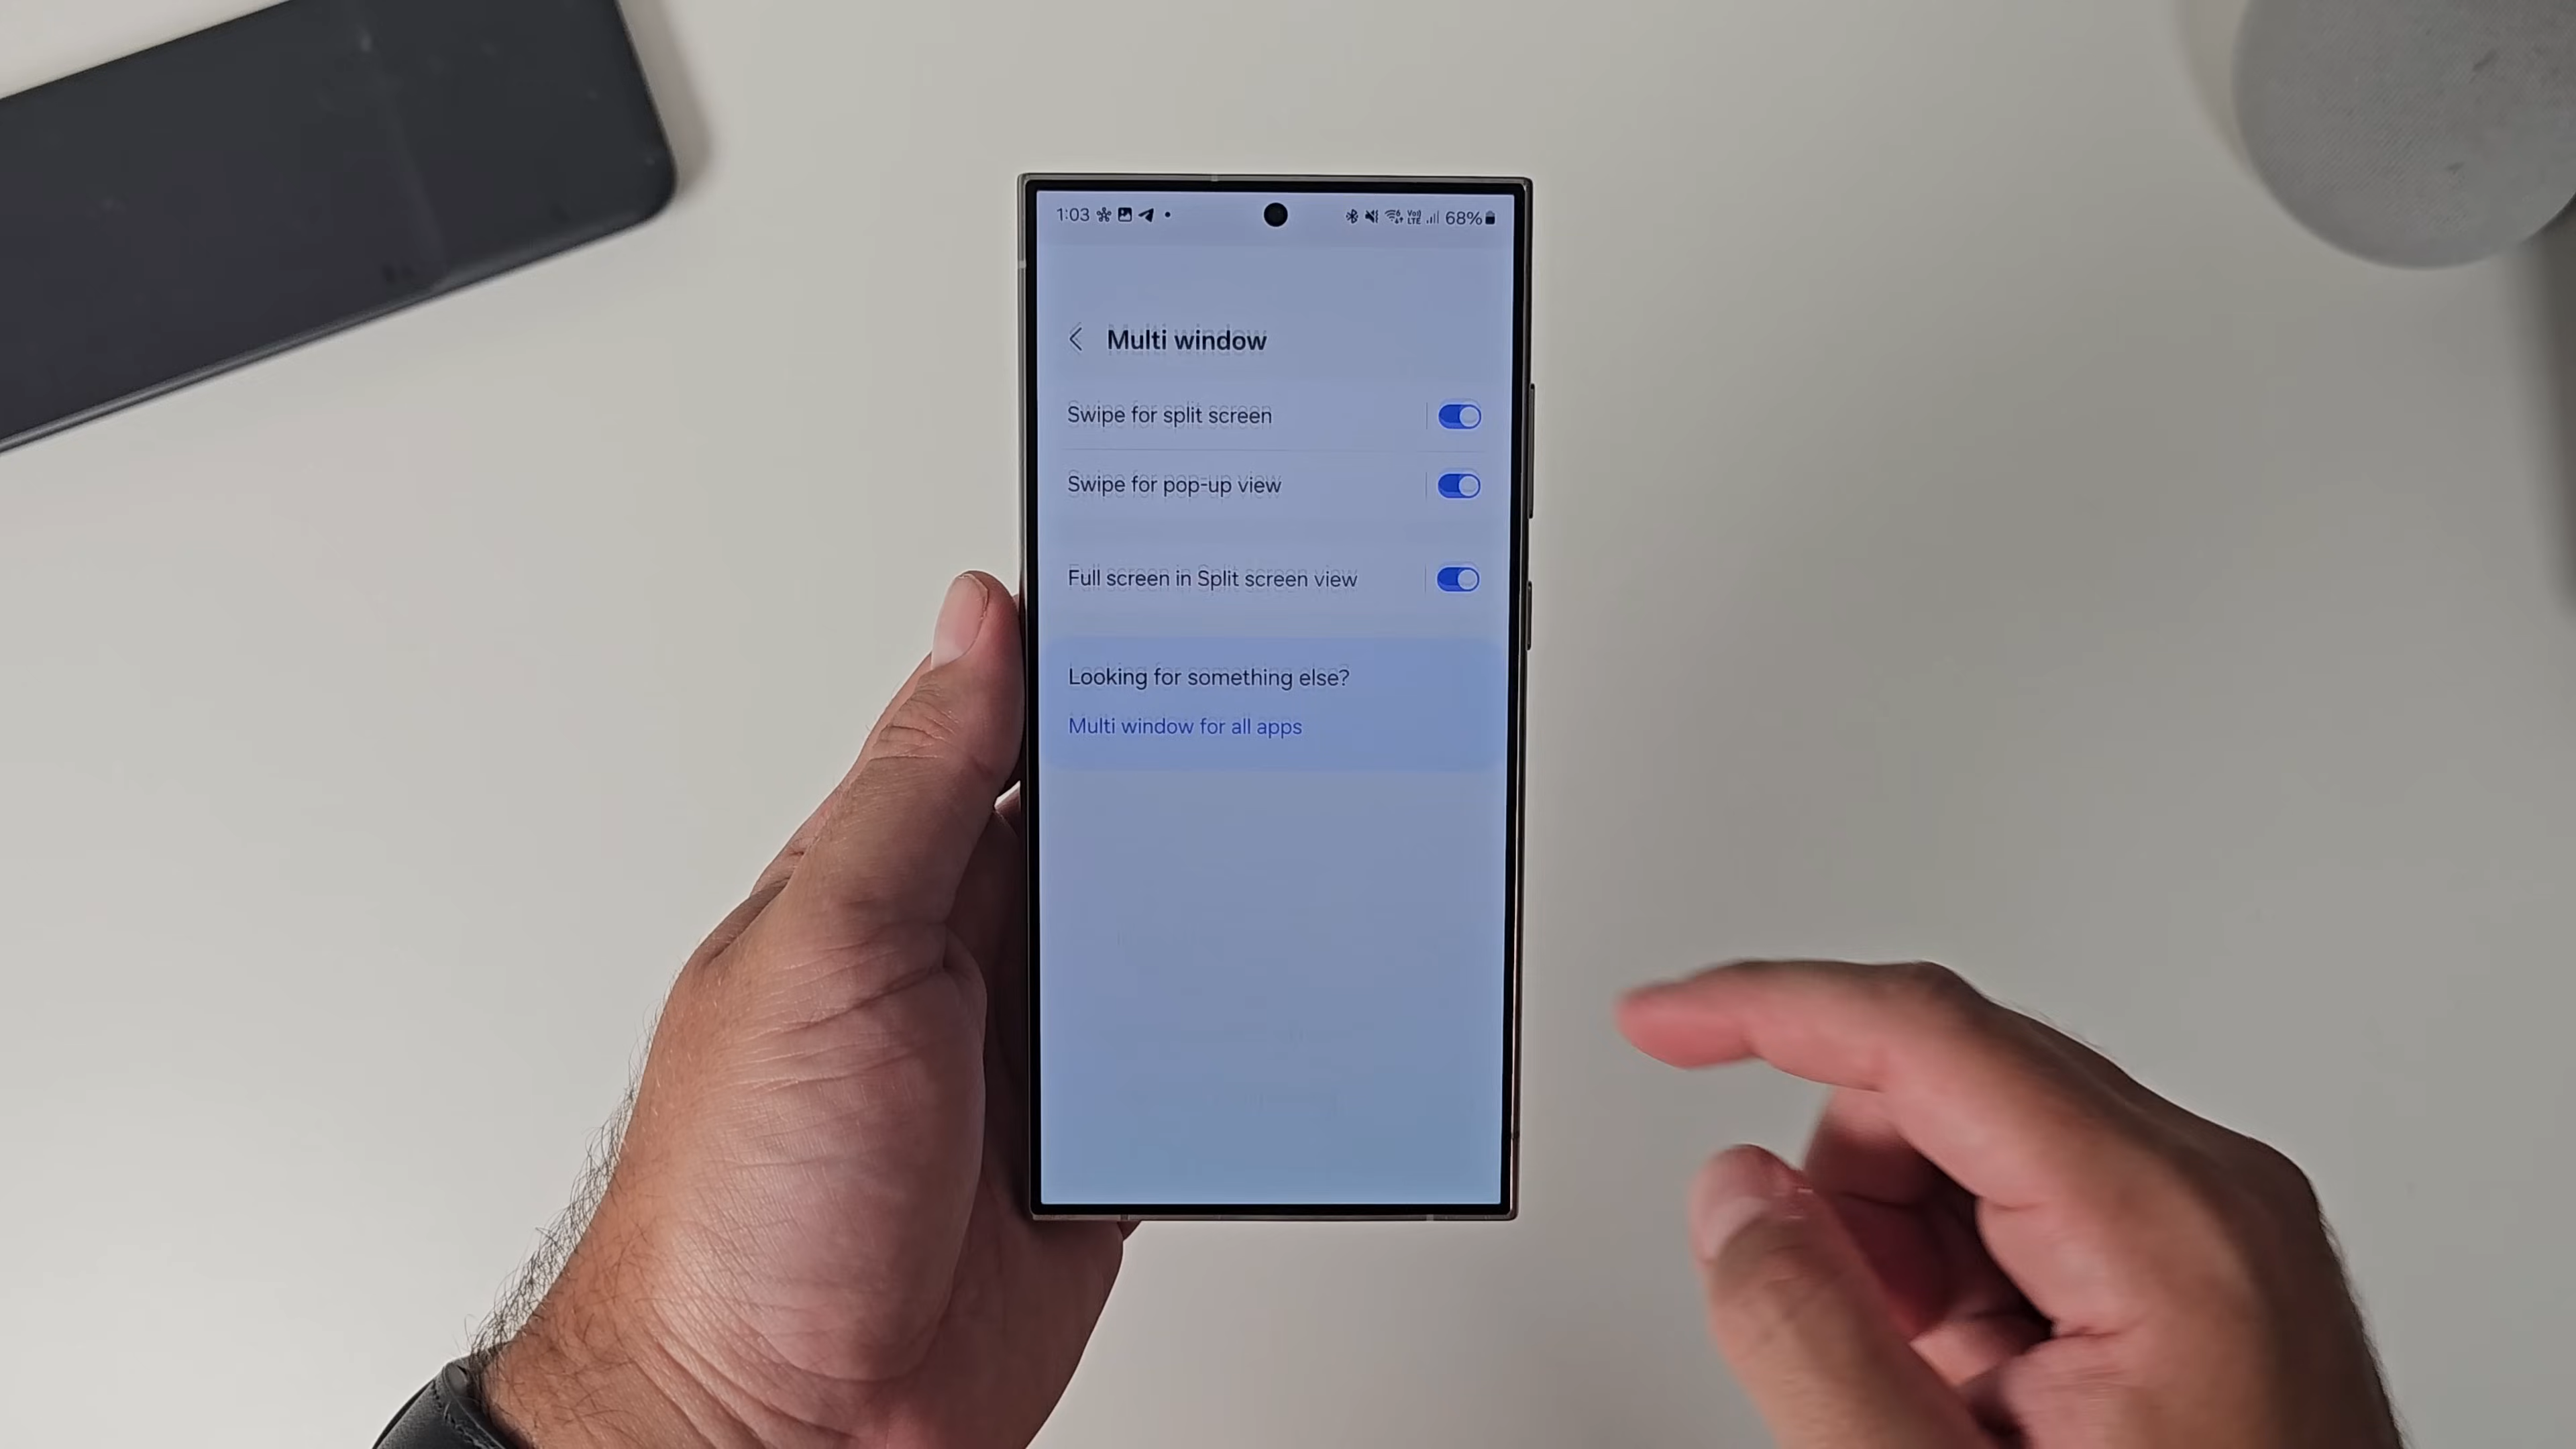 1:03 68%
Multi window
Swipe for split screen
Swipe for pop-up view
Full screen in Split screen view
Looking for something else?
Multi window for all apps